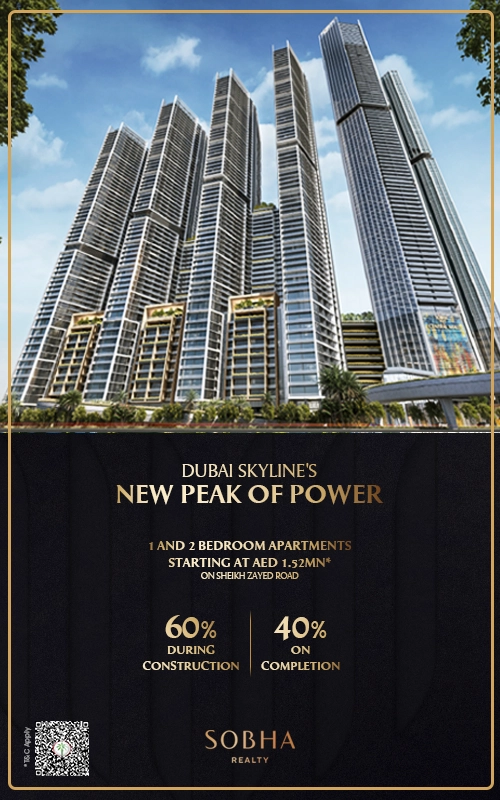 DUBAI SKYLINE'S
NEW PEAK OF POWER
1 AND 2 BEDROOM APARTMENTS
STARTING AT AED 1.52MN*
ON SHEIKH ZAYED ROAD
60%
DURING
CONSTRUCTION
40%
ON
COMPLETION
*T&C Apply
SOBHA
REALTY